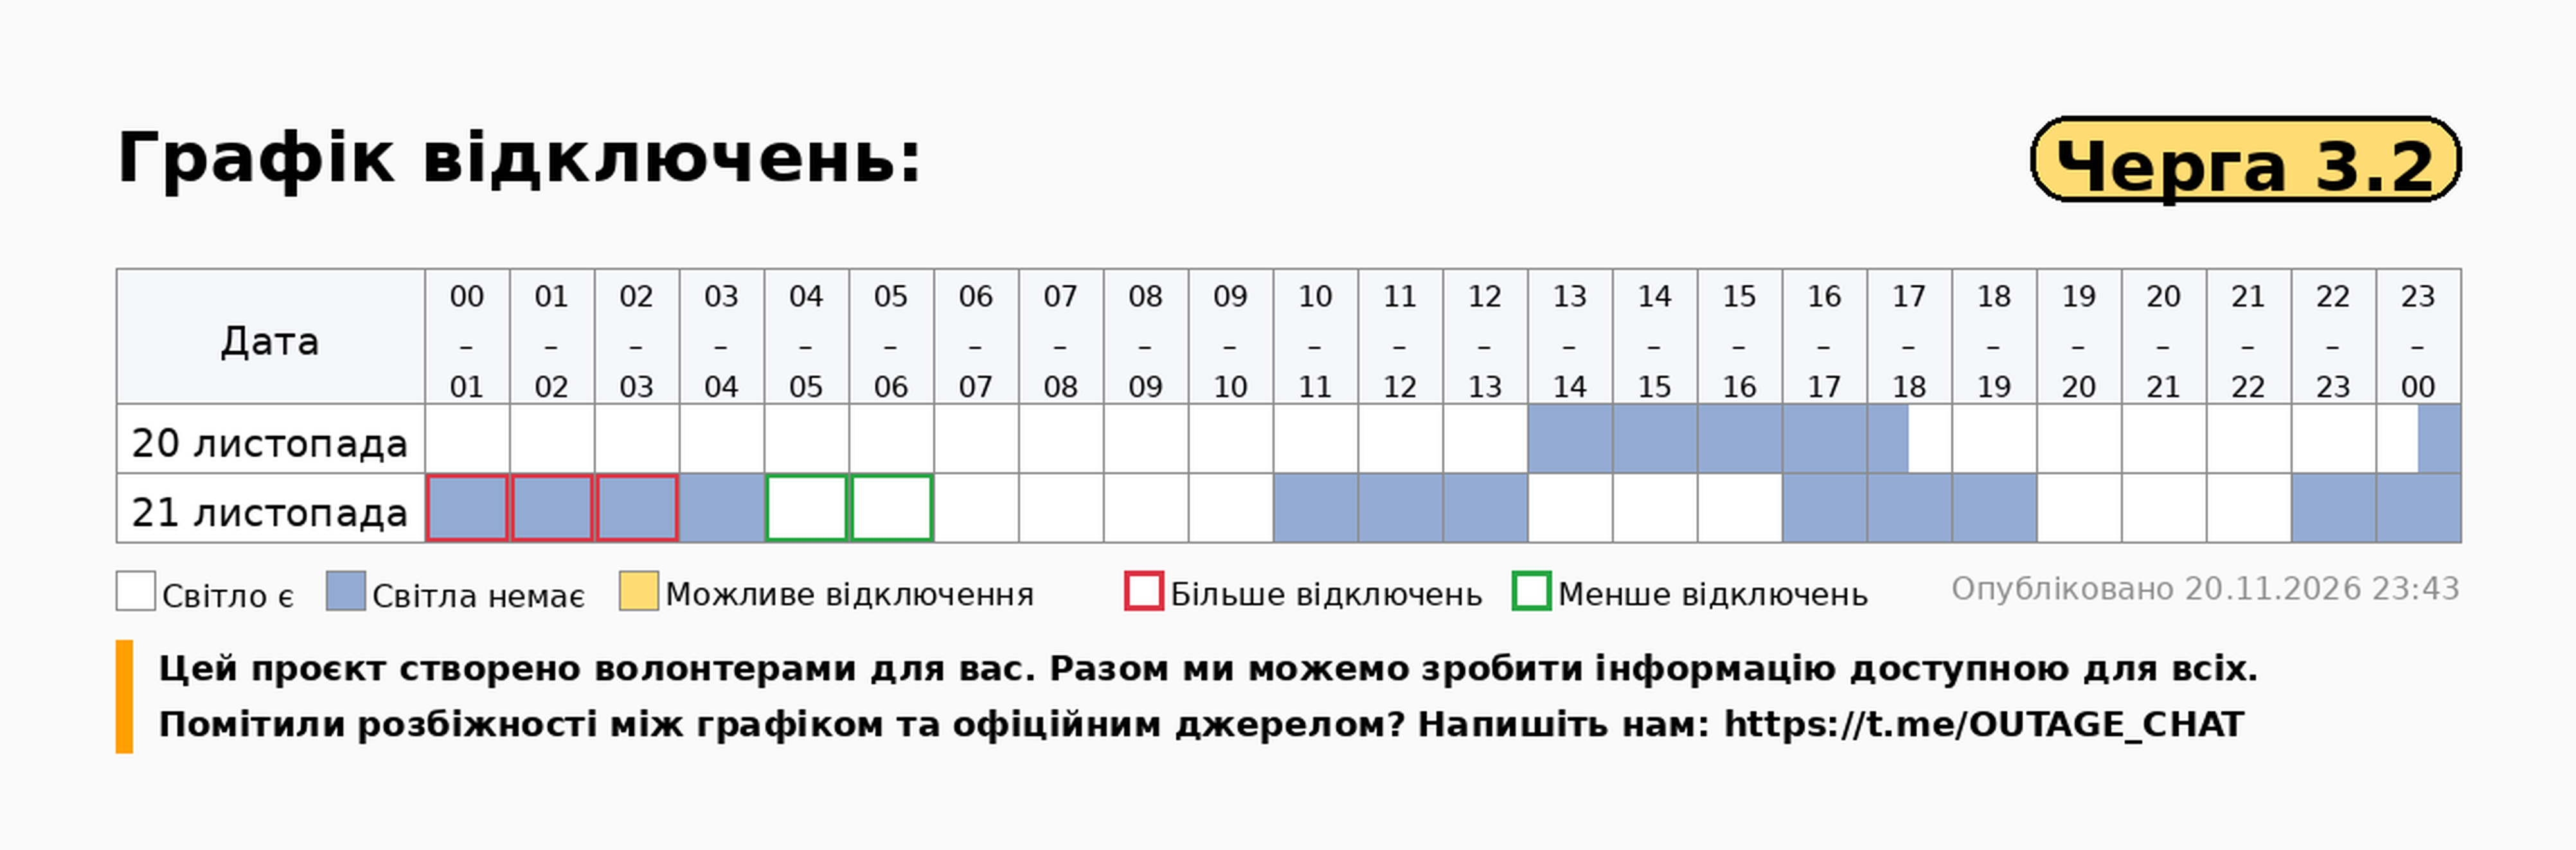 Графік відключень:
Черга 3.2
Дата 00 – 01 01 – 02 02 – 03 03 – 04 04 – 05 05 – 06 06 – 07 07 – 08 08 – 09 09 – 10 10 – 11 11 – 12 12 – 13 13 – 14 14 – 15 15 – 16 16 – 17 17 – 18 18 – 19 19 – 20 20 – 21 21 – 22 22 – 23 23 – 00
20 листопада
21 листопада
Світло є Світла немає Можливе відключення Більше відключень Менше відключень Опубліковано 20.11.2026 23:43
Цей проєкт створено волонтерами для вас. Разом ми можемо зробити інформацію доступною для всіх.
Помітили розбіжності між графіком та офіційним джерелом? Напишіть нам: https://t.me/OUTAGE_CHAT